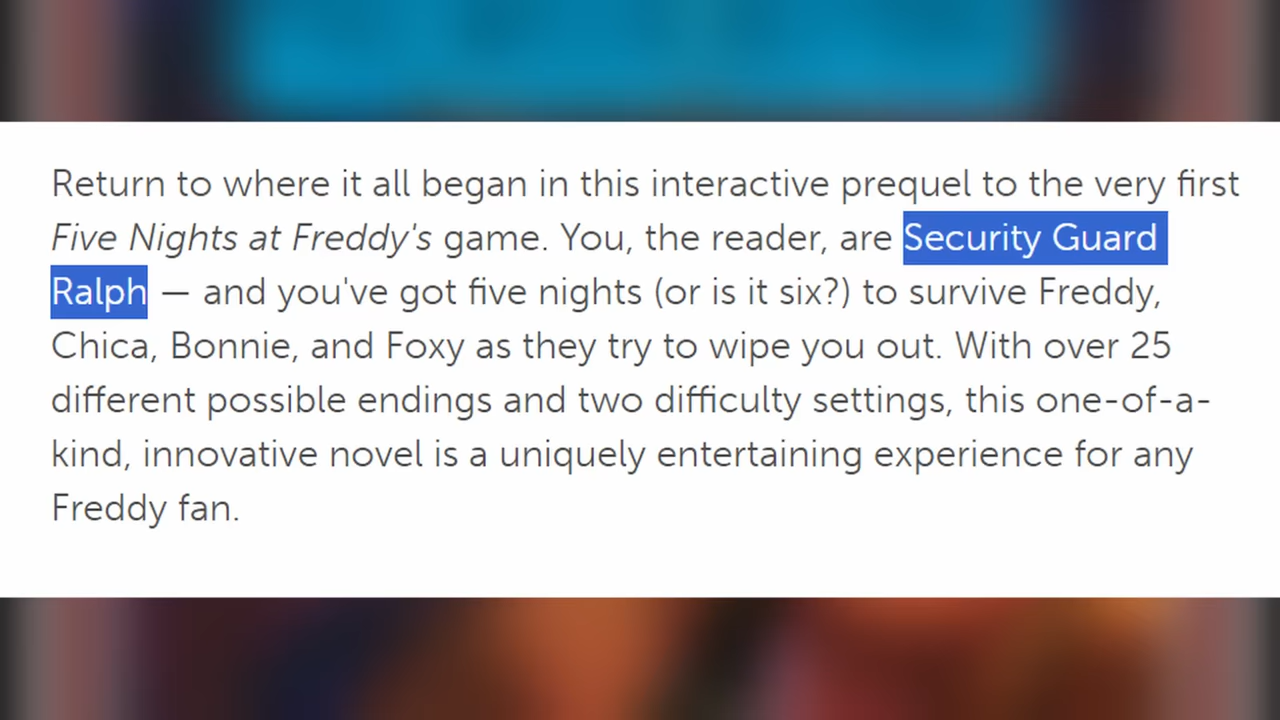 Return to where it all began in this interactive prequel to the very first
Five Nights at Freddy's game. You, the reader, are Security Guard
Ralph — and you've got five nights (or is it six?) to survive Freddy,
Chica, Bonnie, and Foxy as they try to wipe you out. With over 25
different possible endings and two difficulty settings, this one-of-a-
kind, innovative novel is a uniquely entertaining experience for any
Freddy fan.